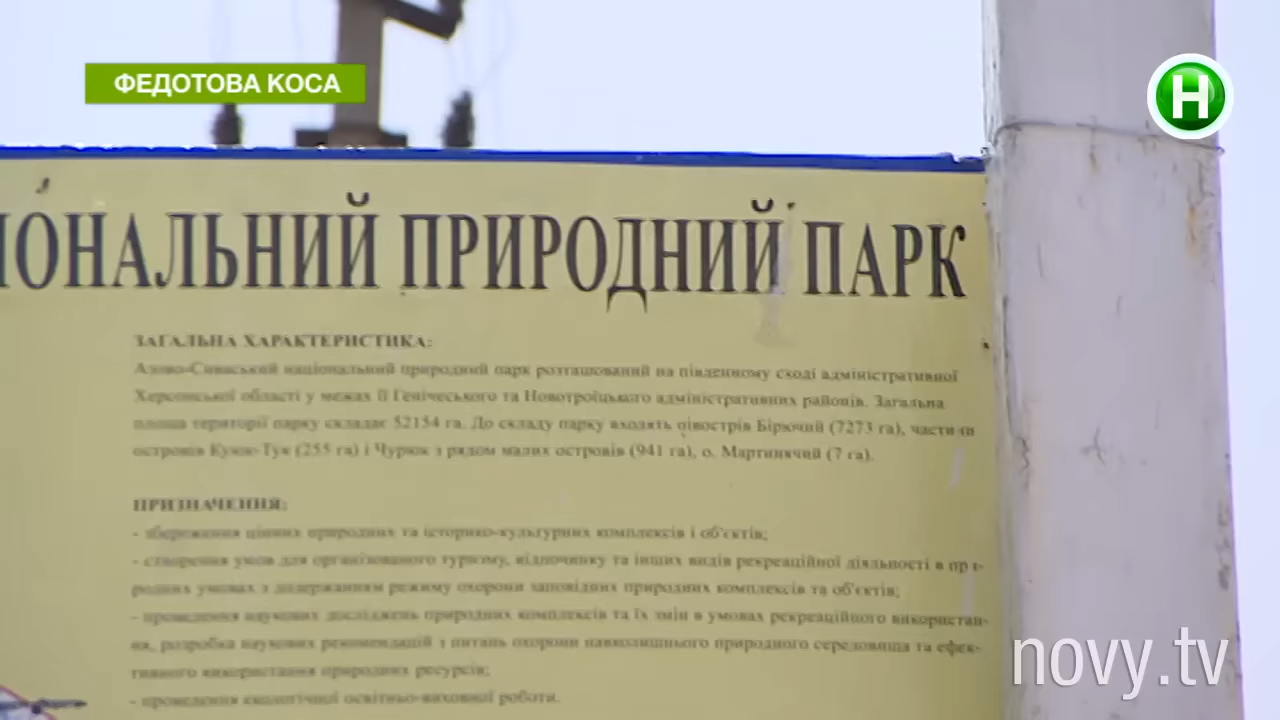 ФЕДОТОВА КОСА
Н
ІОНАЛЬНИЙ ПРИРОДНИЙ ПАРК
ЗАГАЛЬНА ХАРАКТЕРИСТИКА:
Азово-Сиваський національний природний парк розташований на південному сході адміністративної
Херсонської області у межах її Генічеського та Новотроїцького адміністративних районів. Загальна
площа території парку складає 52154 га. До складу парку входять півострів Бірючий (7273 га), частини
островів Куюк-Тук (255 га) і Чурюк з рядом малих островів (941 га), о. Мартинячий (7 га).
ПРИЗНАЧЕННЯ:
- збереження цінних природних та історико-культурних комплексів і об'єктів;
- створення умов для організованого туризму, відпочинку та інших видів рекреаційної діяльності в при-
родних умовах з додержанням режиму охорони заповідних природних комплексів та об'єктів;
- проведення наукових досліджень природних комплексів та їх змін в умовах рекреаційного використан-
ня, розробка наукових рекомендацій з питань охорони навколишнього природного середовища та ефек-
тивного використання природних ресурсів;
- проведення екологічної освітньо-виховної роботи.
novy.tv